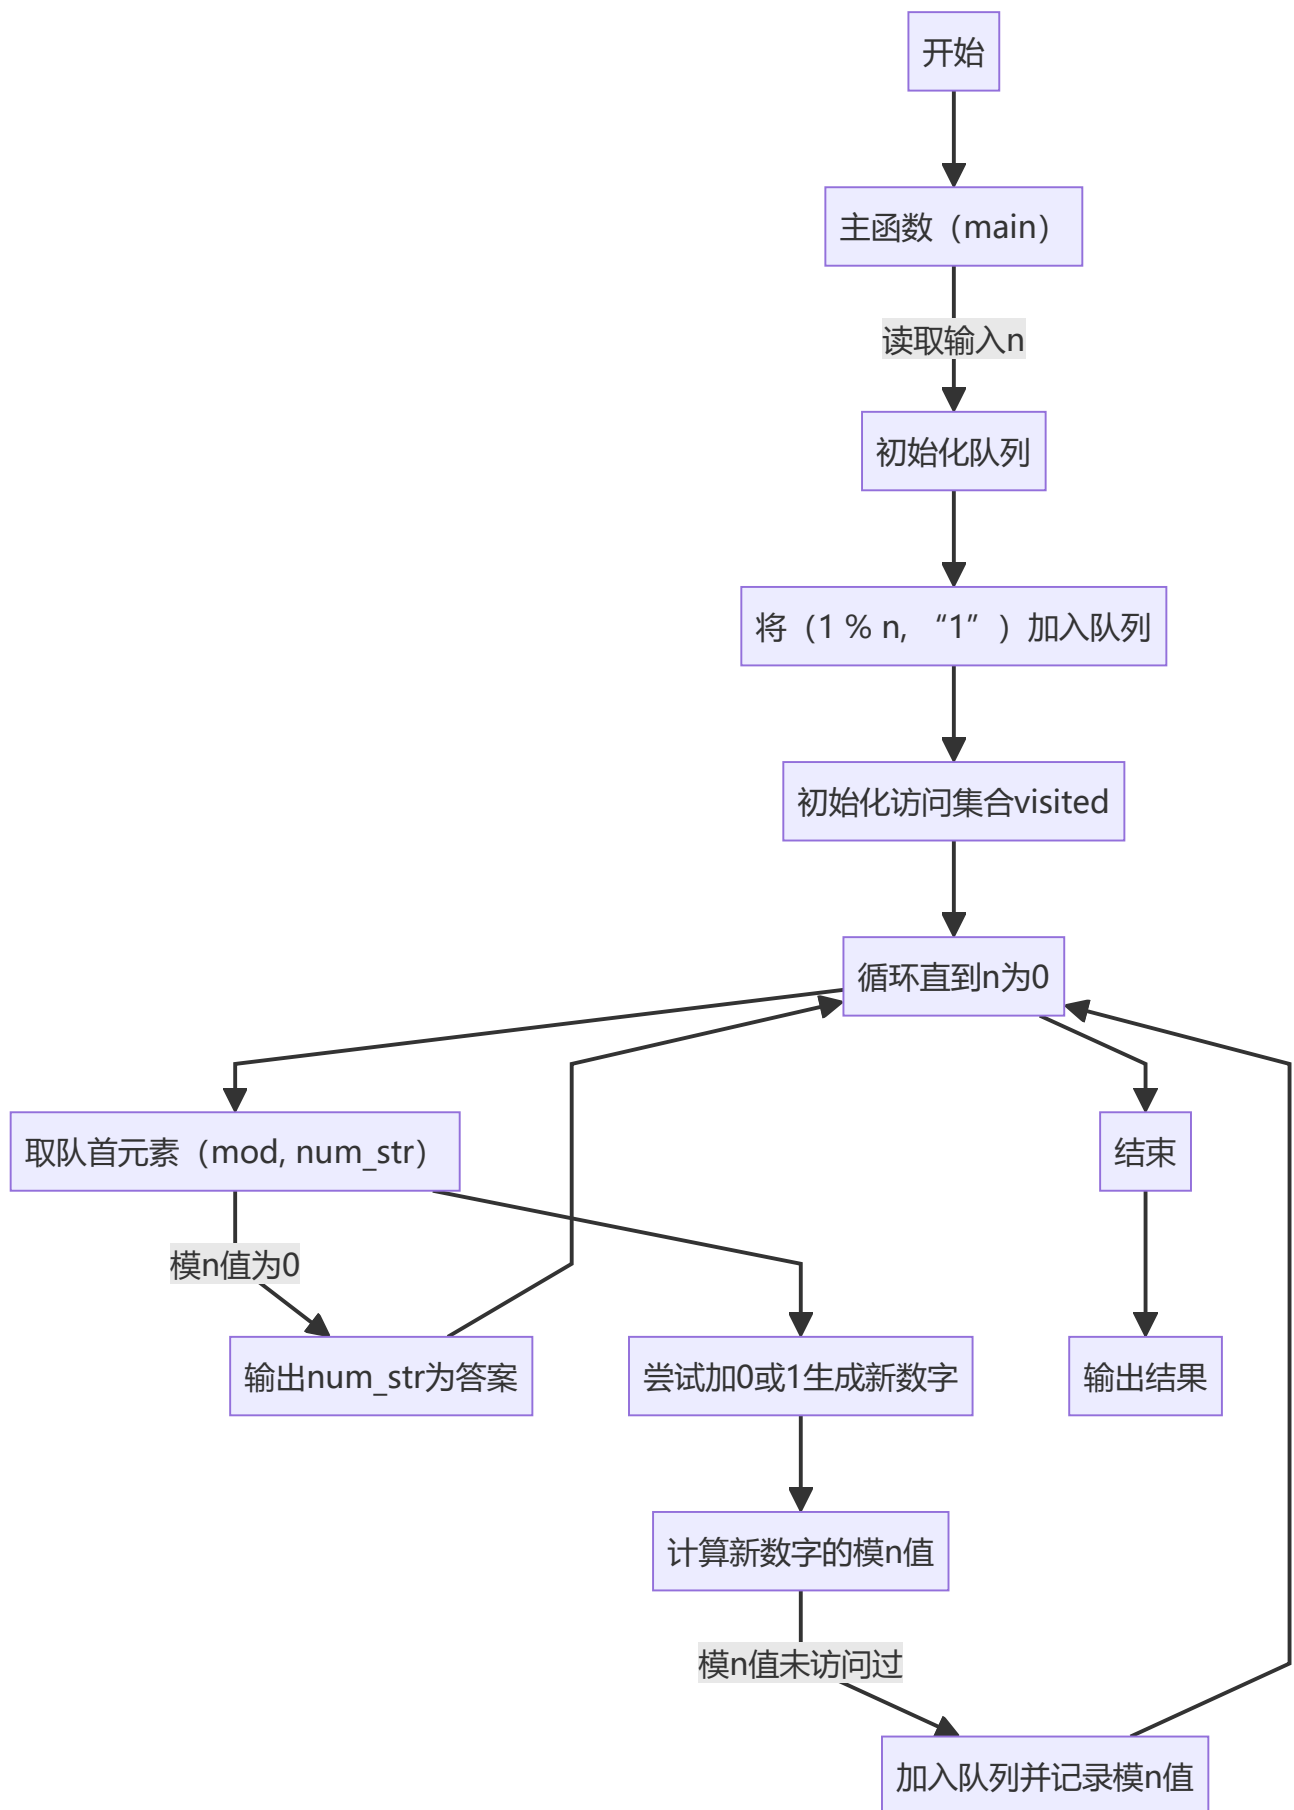 开始
主函数（main）
读取输入n
初始化队列
将（1 % n, “1” ）加入队列
初始化访问集合visited
循环直到n为0
取队首元素（mod, num_str）
结束
模n值为0
输出num_str为答案
尝试加0或1生成新数字
输出结果
计算新数字的模n值
模n值未访问过
加入队列并记录模n值